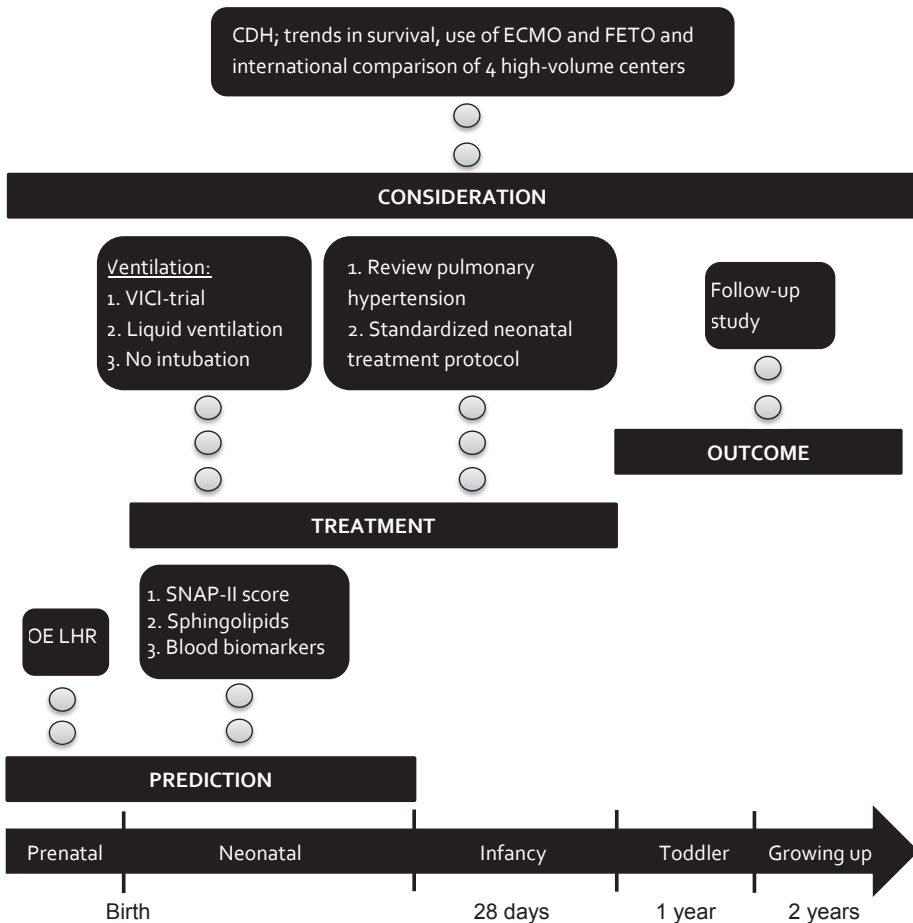 CDH; trends in survival, use of ECMO and FETO and
international comparison of 4 high-volume centers
CONSIDERATION
Ventilation:
1. VICI-trial
2. Liquid ventilation
3. No intubation
1. Review pulmonary
hypertension
2. Standardized neonatal
treatment protocol
Follow-up
study
OUTCOME
TREATMENT
OE LHR
1. SNAP-II score
2. Sphingolipids
3. Blood biomarkers
PREDICTION
Prenatal
Neonatal
Infancy
Toddler
Growing up
Birth
28 days
1 year
2 years